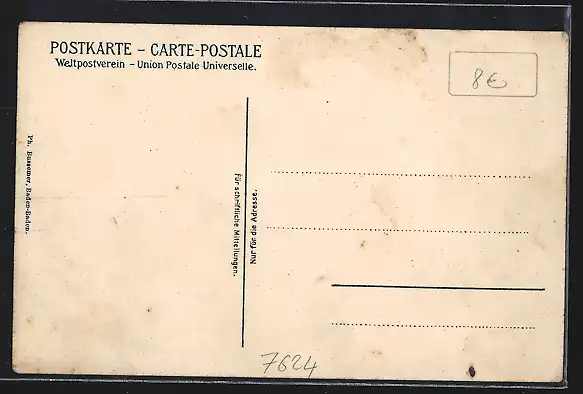 POSTKARTE – CARTE-POSTALE
Weltpostverein – Union Postale Universelle.
8€
Ph. Bussemer, Baden-Baden.
Für schriftliche Mitteilungen.
Nur für die Adresse.
7624